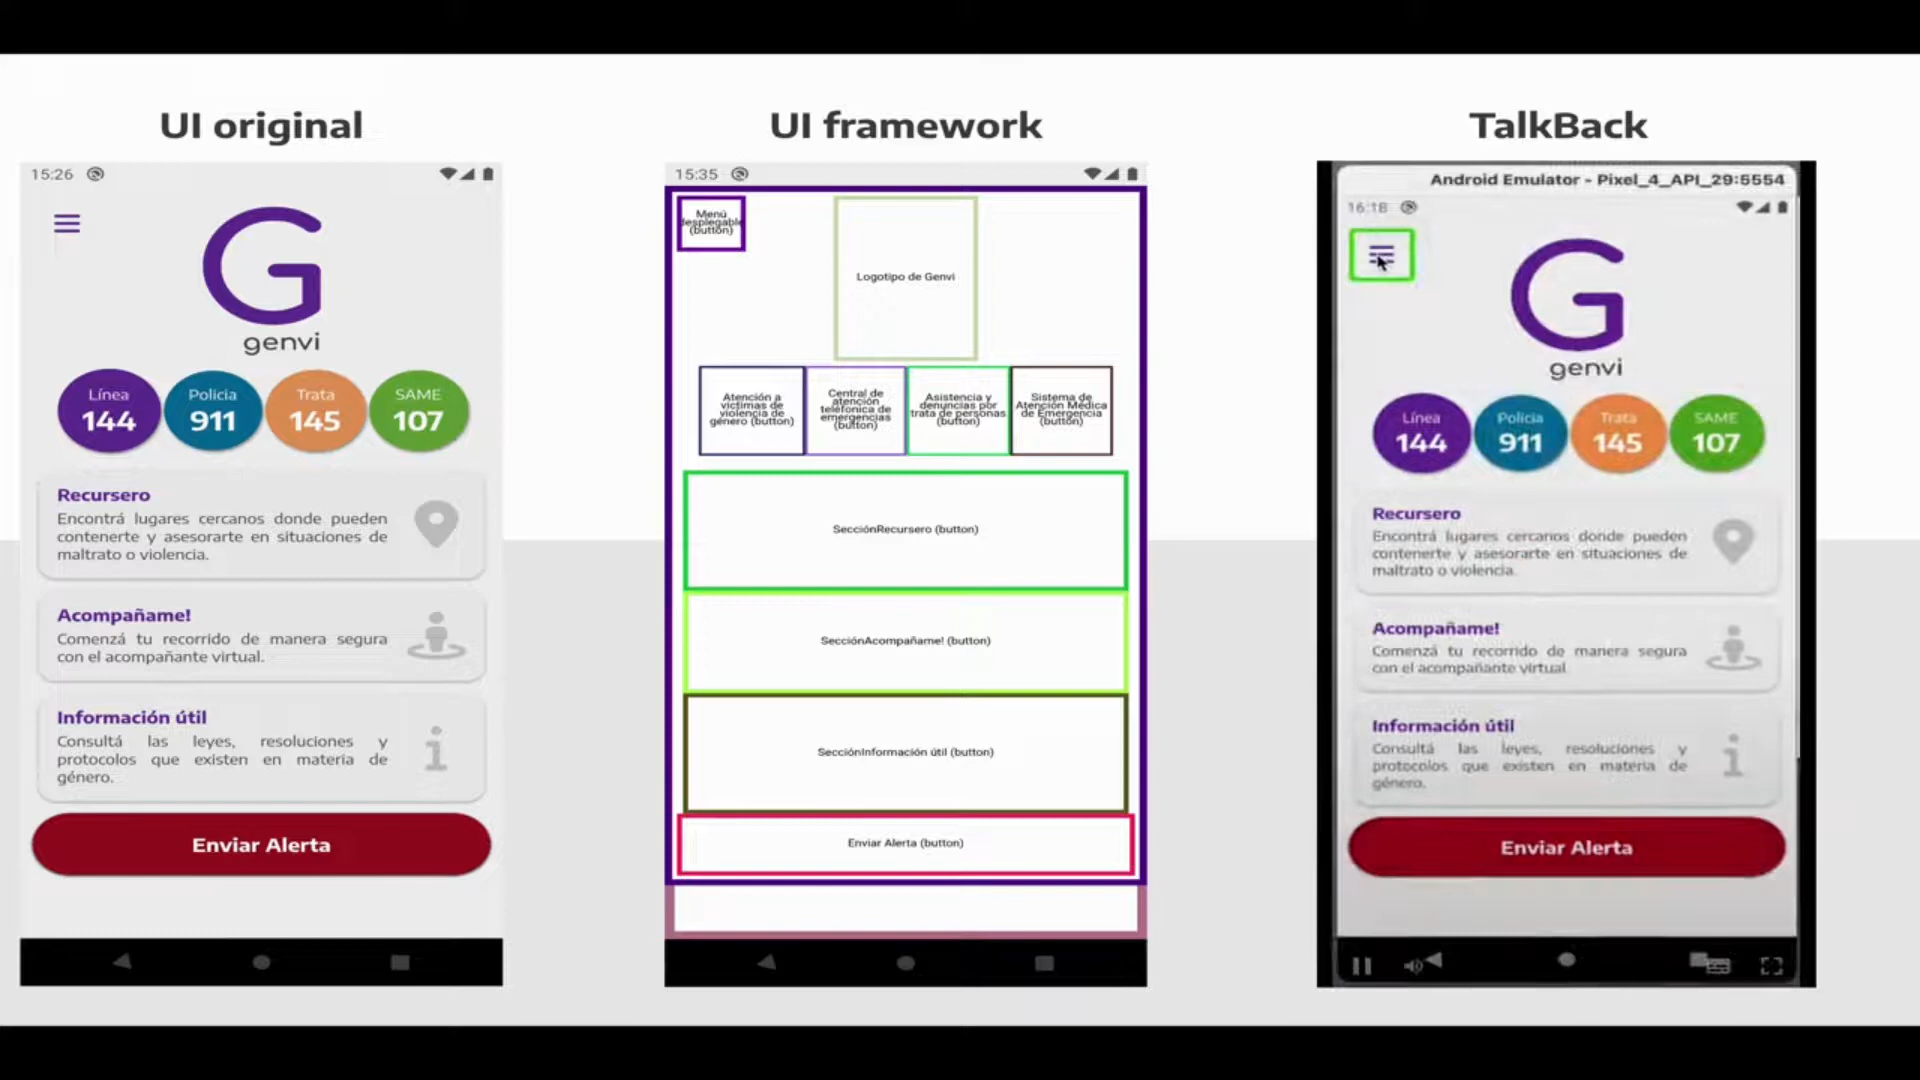 UI original
15:26
G
genvi
Línea
144
Policia
911
Trata
145
SAME
107
Recursero
Encontrá lugares cercanos donde pueden
contenerte y asesorarte en situaciones de
maltrato o violencia.
Acompañame!
Comenzá tu recorrido de manera segura
con el acompañante virtual.
Información útil
Consultá las leyes, resoluciones y
protocolos que existen en materia de
género.
Enviar Alerta
UI framework
15:35
Menú
desplegable
(button)
Logotipo de Genvi
Atención a
víctimas de
violencia de
género (button)
Central de
atención
telefónica de
emergencias
(button)
Asistencia y
denuncias por
trata de personas
(button)
Sistema de
Atención Médica
de Emergencia
(button)
SecciónRecursero (button)
SecciónAcompañame! (button)
SecciónInformación útil (button)
Enviar Alerta (button)
TalkBack
Android Emulator - Pixel_4_API_29:5554
16:18
G
genvi
Línea
144
Policia
911
Trata
145
SAME
107
Recursero
Encontrá lugares cercanos donde pueden
contenerte y asesorarte en situaciones de
maltrato o violencia.
Acompañame!
Comenzá tu recorrido de manera segura
con el acompañante virtual.
Información útil
Consultá las leyes, resoluciones y
protocolos que existen en materia de
género.
Enviar Alerta